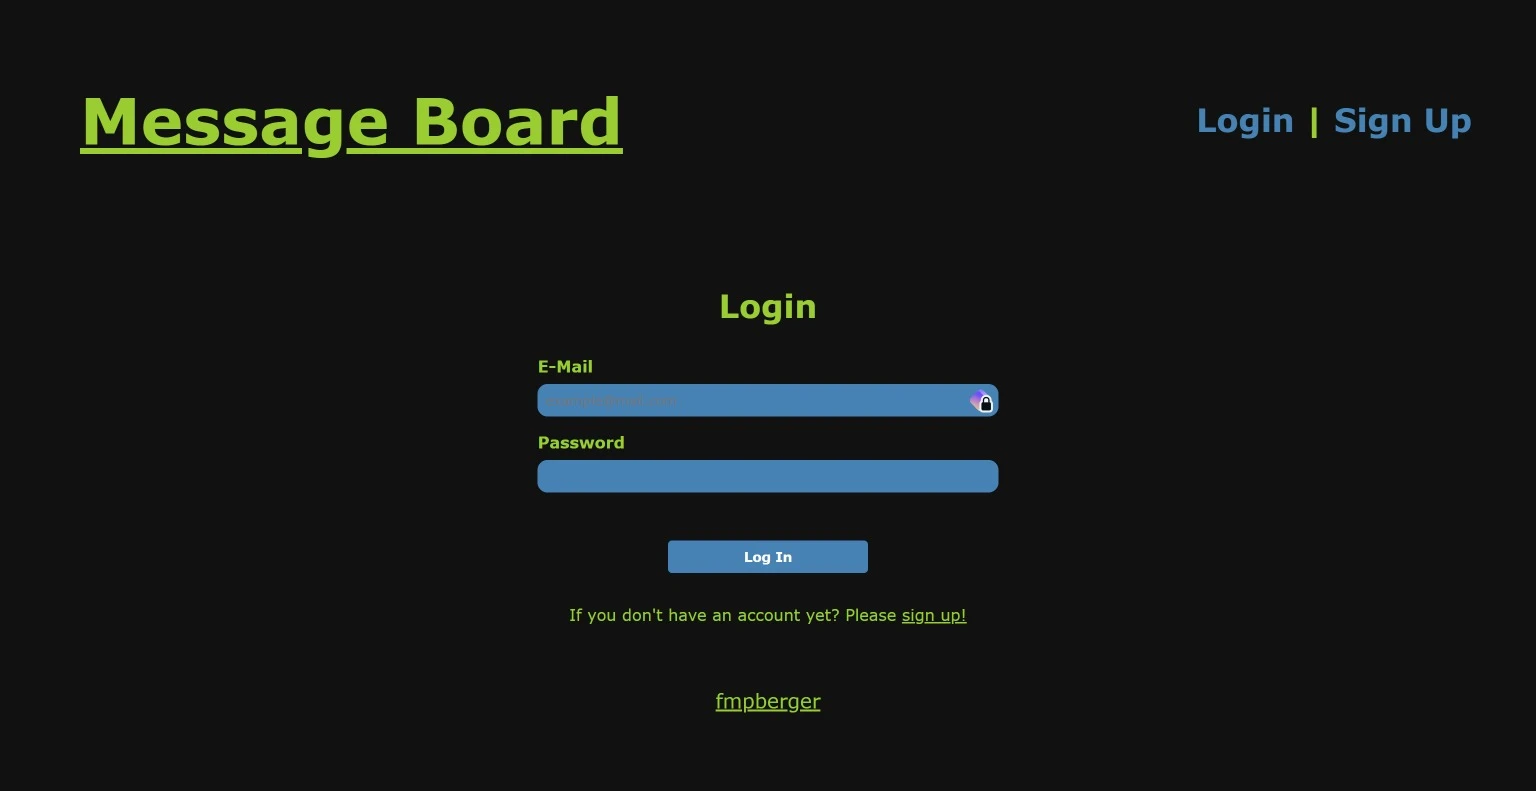 Message Board
Login | Sign Up
Login
E-Mail
Password
Log In
If you don't have an account yet? Please sign up!
fmpberger